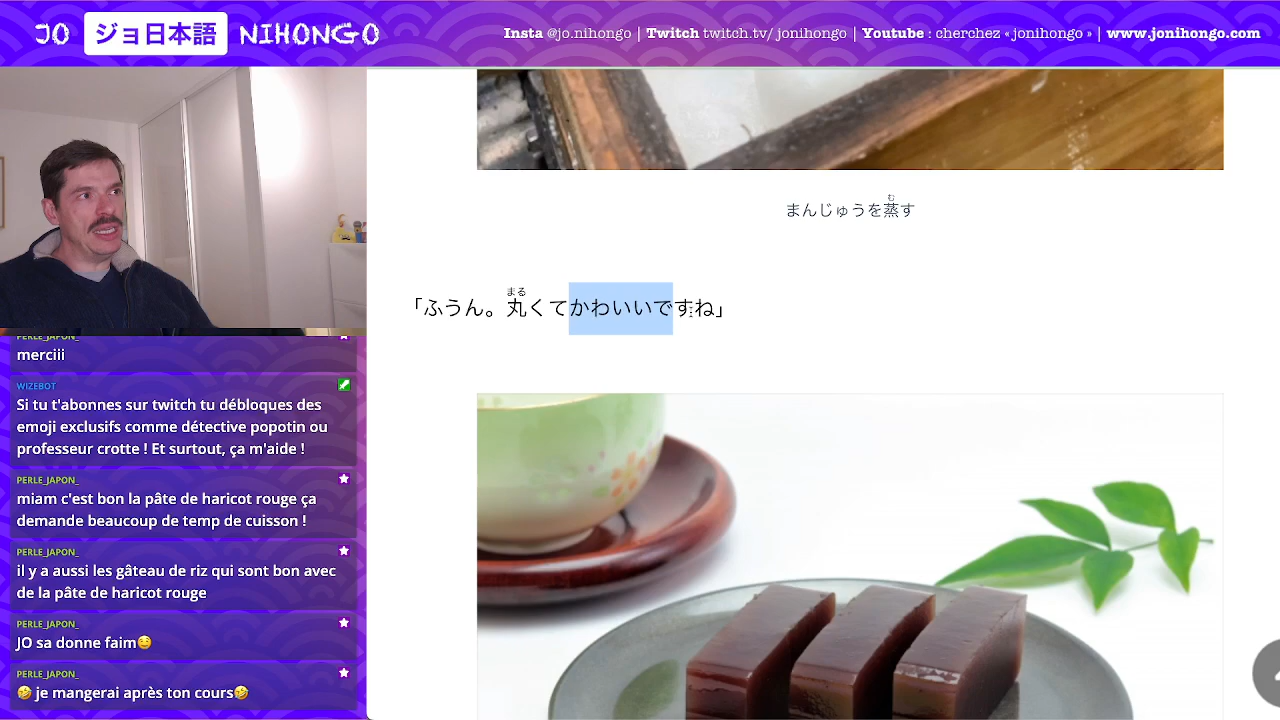 JO ジョ日本語 NIHONGO
Insta @jo.nihongo | Twitch twitch.tv/jonihongo | Youtube : cherchez « jonihongo » | www.jonihongo.com
PERLE_JAPON_
merciii
WIZEBOT
Si tu t'abonnes sur twitch tu débloques des
emoji exclusifs comme détective popotin ou
professeur crotte ! Et surtout, ça m'aide !
PERLE_JAPON_
miam c'est bon la pâte de haricot rouge ça
demande beaucoup de temp de cuisson !
PERLE_JAPON_
il y a aussi les gâteau de riz qui sont bon avec
de la pâte de haricot rouge
PERLE_JAPON_
JO sa donne faim😋
PERLE_JAPON_
🤣 je mangerai après ton cours🤣
む
まんじゅうを蒸す
まる
「ふうん。丸くてかわいいですね」